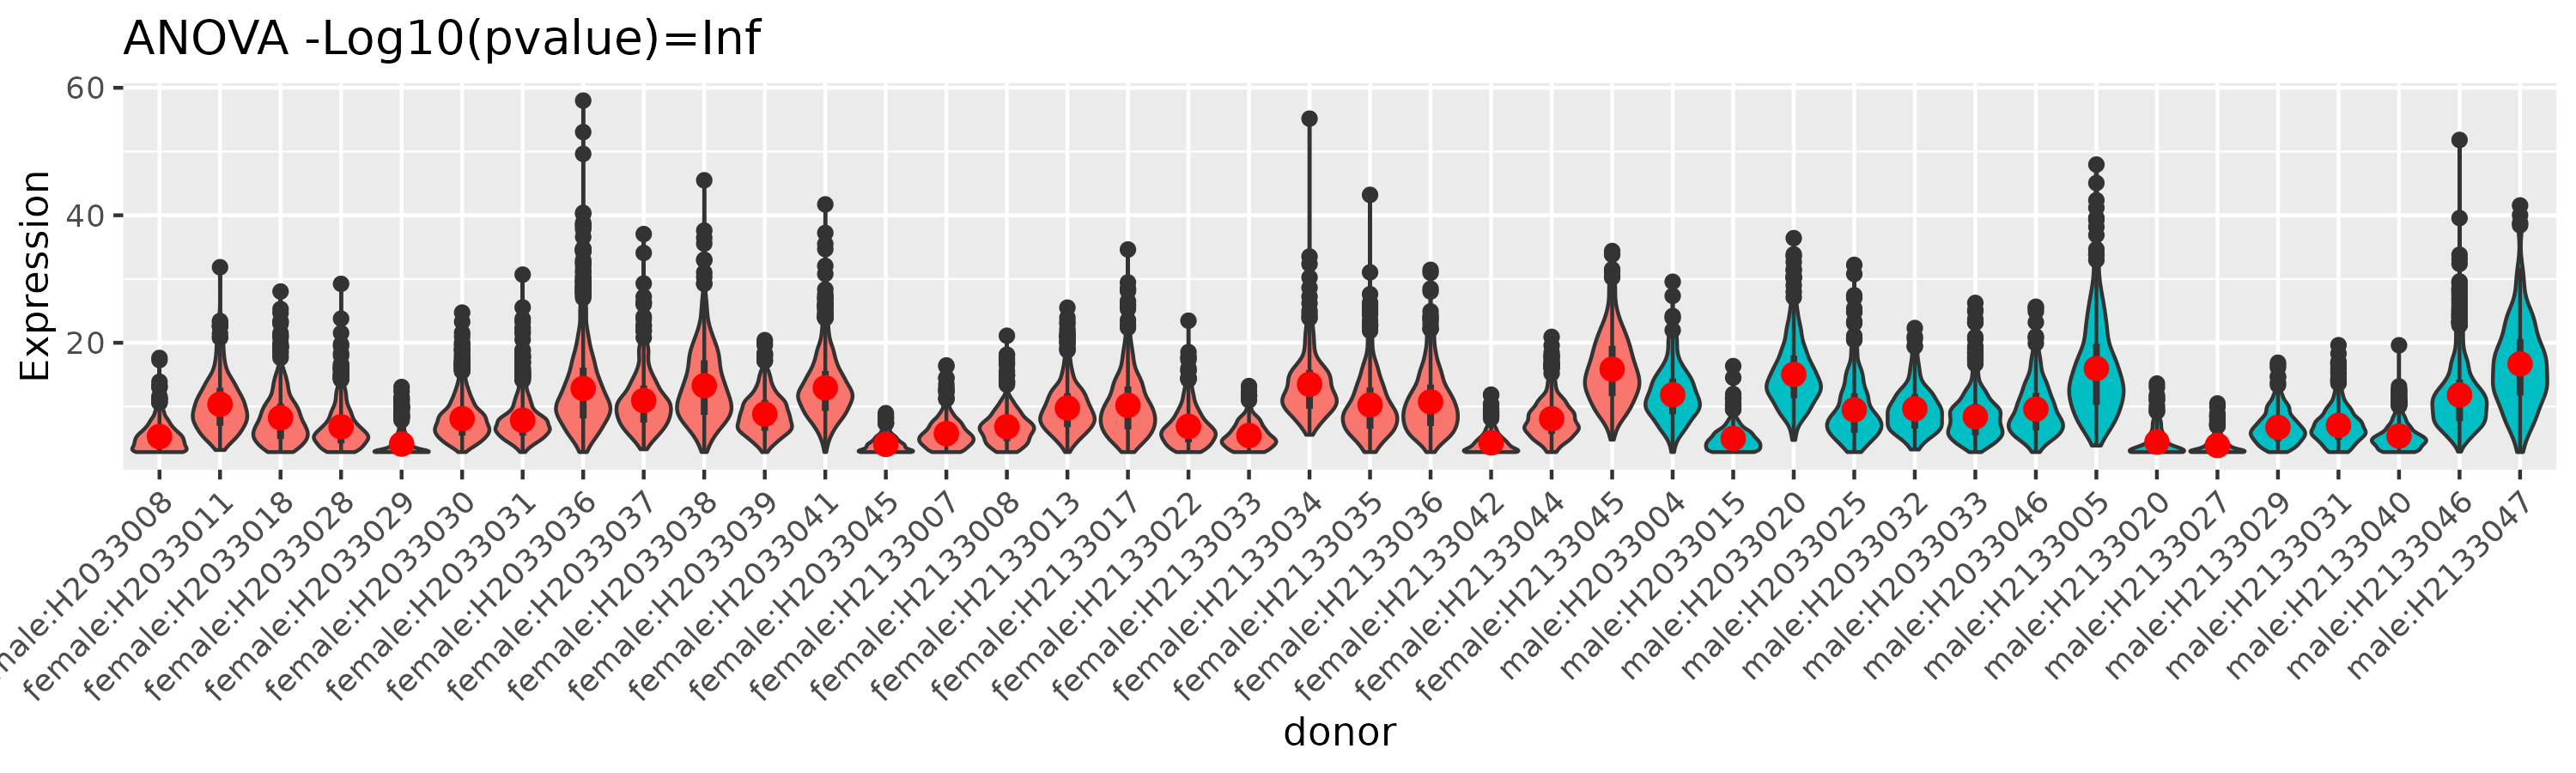 ANOVA -Log10(pvalue)=Inf
60
40
20
Expression
male:H2033008
female:H2033011
female:H2033018
female:H2033028
female:H2033029
female:H2033030
female:H2033031
female:H2033036
female:H2033037
female:H2033038
female:H2033039
female:H2033041
female:H2033045
female:H2133007
female:H2133008
female:H2133013
female:H2133017
female:H2133022
female:H2133033
female:H2133034
female:H2133035
female:H2133036
female:H2133042
female:H2133044
female:H2133045
male:H2033004
male:H2033015
male:H2033020
male:H2033025
male:H2033032
male:H2033033
male:H2033046
male:H2133005
male:H2133020
male:H2133027
male:H2133029
male:H2133031
male:H2133040
male:H2133046
male:H2133047
donor